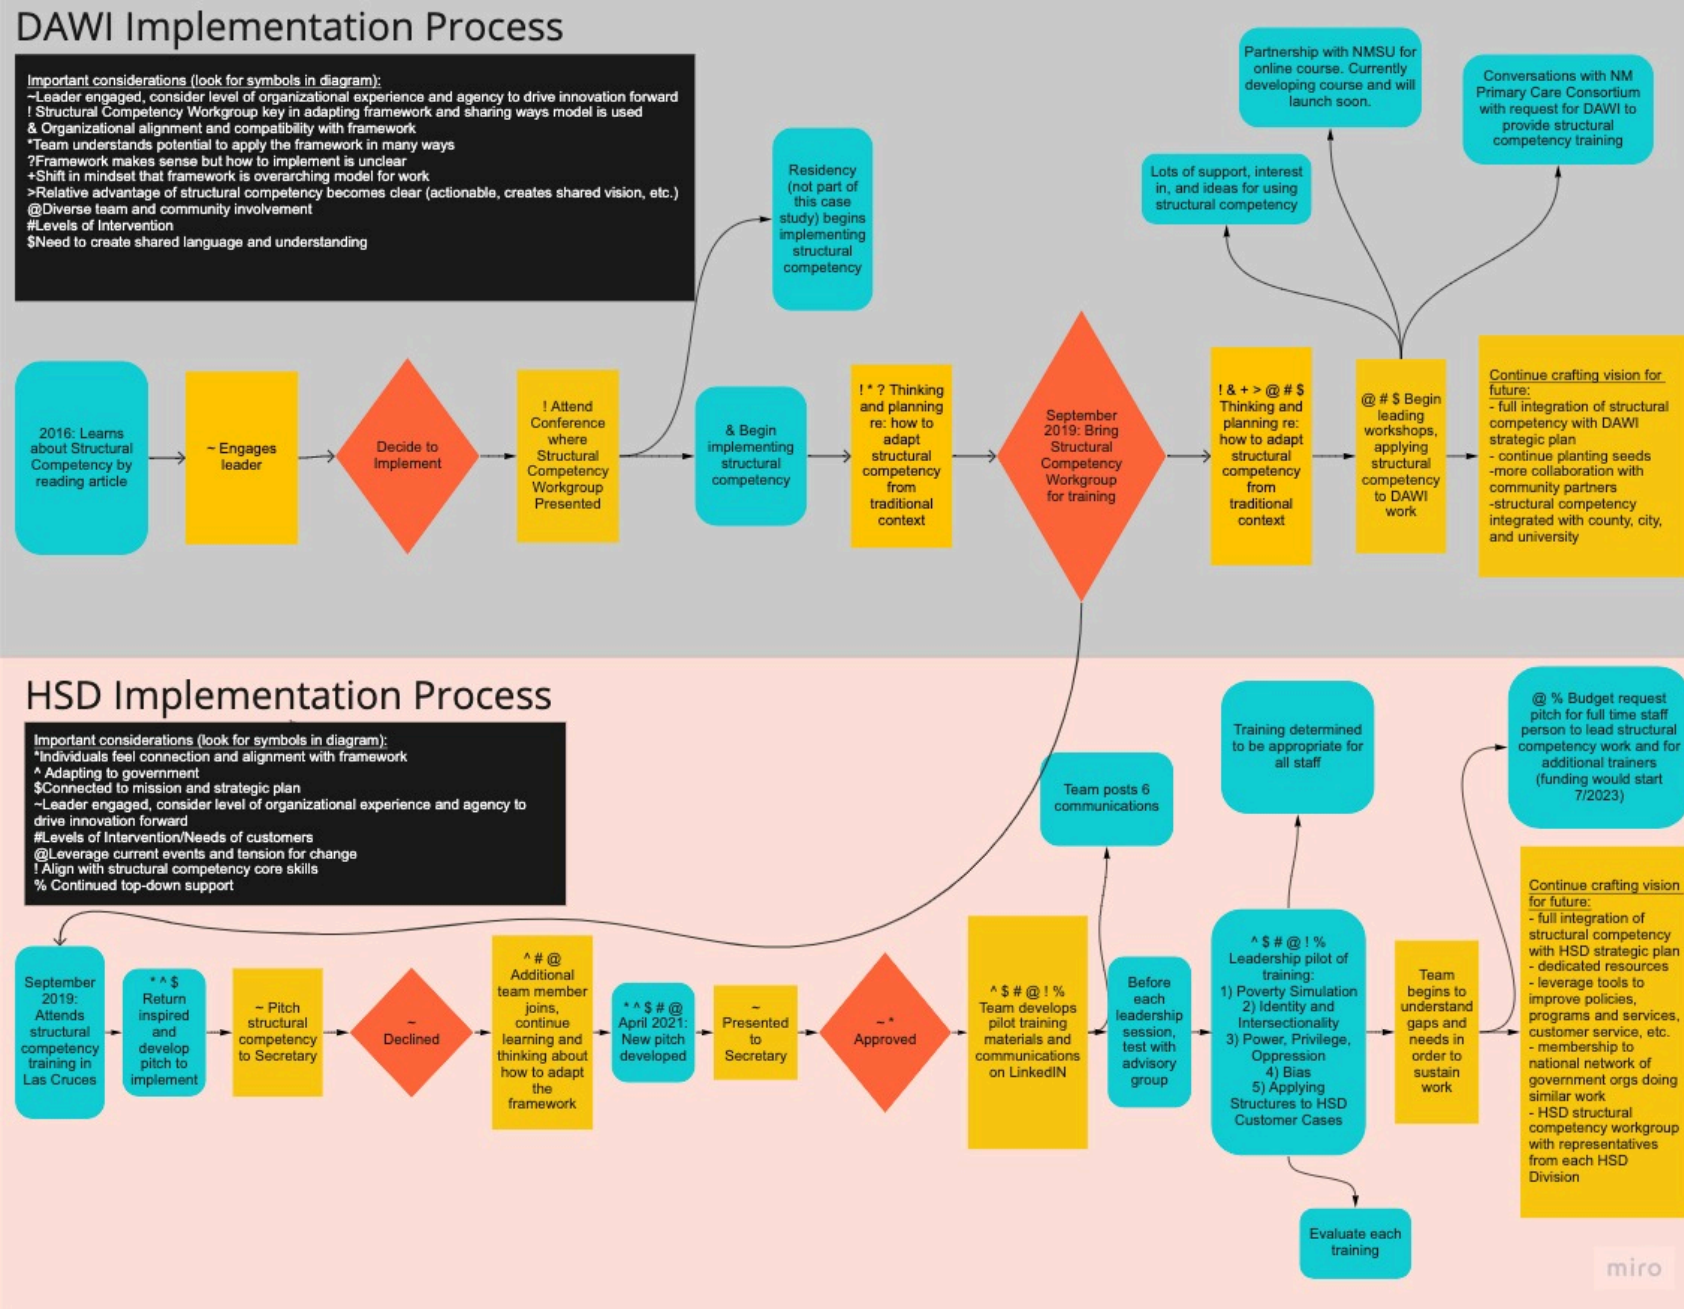 DAWI Implementation Process
Important considerations (look for symbols in diagram):
~Leader engaged, consider level of organizational experience and agency to drive innovation forward
! Structural Competency Workgroup key in adapting framework and sharing ways model is used
& Organizational alignment and compatibility with framework
*Team understands potential to apply the framework in many ways
?Framework makes sense but how to implement is unclear
+Shift in mindset that framework is overarching model for work
>Relative advantage of structural competency becomes clear (actionable, creates shared vision, etc.)
@Diverse team and community involvement
#Levels of Intervention
$Need to create shared language and understanding
2016: Learns
about Structural
Competency by
reading article
~ Engages
leader
Decide to
Implement
! Attend
Conference
where
Structural
Competency
Workgroup
Presented
Residency
(not part of
this case
study) begins
implementing
structural
competency
& Begin
implementing
structural
competency
! * ? Thinking
and planning
re: how to
adapt
structural
competency
from
traditional
context
September
2019: Bring
Structural
Competency
Workgroup
for training
! & + > @ # $
Thinking and
planning re:
how to adapt
structural
competency
from
traditional
context
@ # $ Begin
leading
workshops,
applying
structural
competency
to DAWI
work
Lots of support, interest
in, and ideas for using
structural competency
Partnership with NMSU for
online course. Currently
developing course and will
launch soon.
Conversations with NM
Primary Care Consortium
with request for DAWI to
provide structural
competency training
Continue crafting vision for
future:
- full integration of structural
competency with DAWI
strategic plan
- continue planting seeds
-more collaboration with
community partners
-structural competency
integrated with county, city,
and university
HSD Implementation Process
Important considerations (look for symbols in diagram):
*Individuals feel connection and alignment with framework
^ Adapting to government
$Connected to mission and strategic plan
~Leader engaged, consider level of organizational experience and agency to
drive innovation forward
#Levels of Intervention/Needs of customers
@Leverage current events and tension for change
! Align with structural competency core skills
% Continued top-down support
September
2019:
Attends
structural
competency
training in
Las Cruces
* ^ $
Return
inspired
and
develop
pitch to
implement
~ Pitch
structural
competency
to Secretary
~
Declined
^ # @
Additional
team member
joins,
continue
learning and
thinking about
how to adapt
the
framework
* ^ $ # @
April 2021:
New pitch
developed
~
Presented
to
Secretary
~ *
Approved
^ $ # @ ! %
Team develops
pilot training
materials and
communications
on LinkedIN
Team posts 6
communications
Before
each
leadership
session,
test with
advisory
group
^ $ # @ ! %
Leadership pilot of
training:
1) Poverty Simulation
2) Identity and
Intersectionality
3) Power, Privilege,
Oppression
4) Bias
5) Applying
Structures to HSD
Customer Cases
Training determined
to be appropriate for
all staff
Evaluate each
training
Team
begins to
understand
gaps and
needs in
order to
sustain
work
@ % Budget request
pitch for full time staff
person to lead structural
competency work and for
additional trainers
(funding would start
7/2023)
Continue crafting vision
for future:
- full integration of
structural competency
with HSD strategic plan
- dedicated resources
- leverage tools to
improve policies,
programs and services,
customer service, etc.
- membership to
national network of
government orgs doing
similar work
- HSD structural
competency workgroup
with representatives
from each HSD
Division
miro